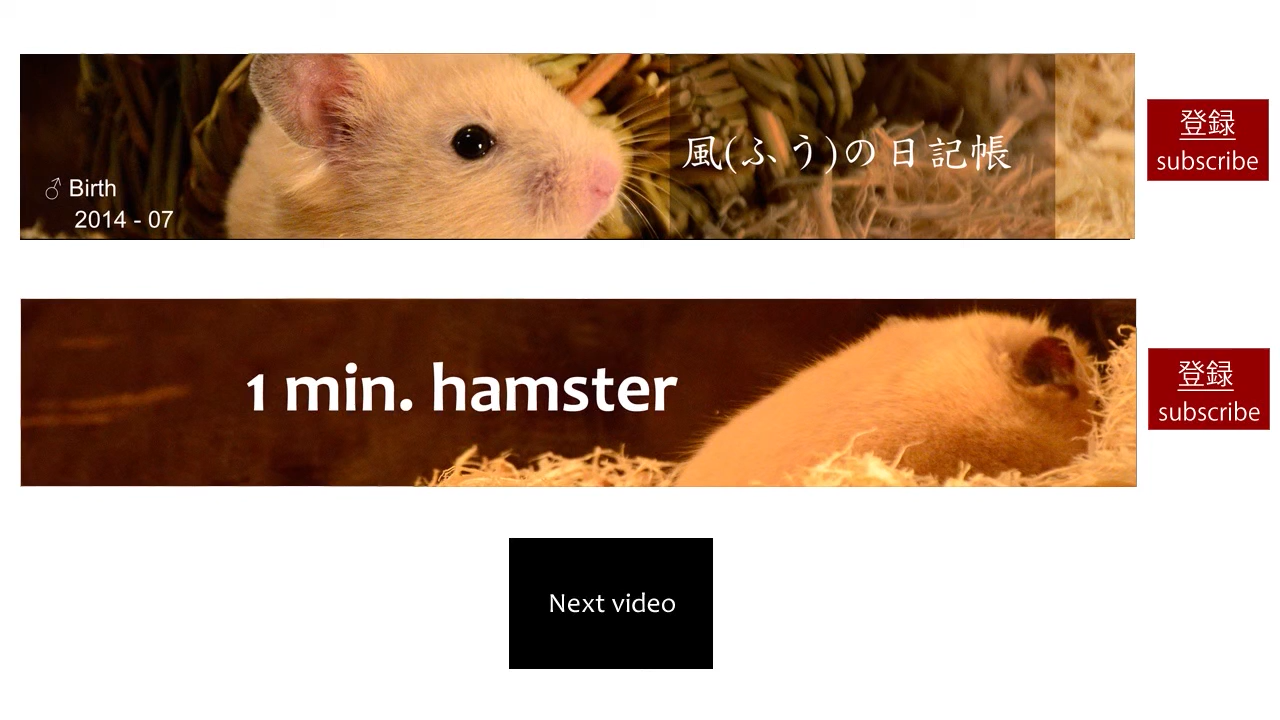 ♂ Birth
2014 - 07
風(ふう)の日記帳
登録
subscribe
1 min. hamster
登録
subscribe
Next video